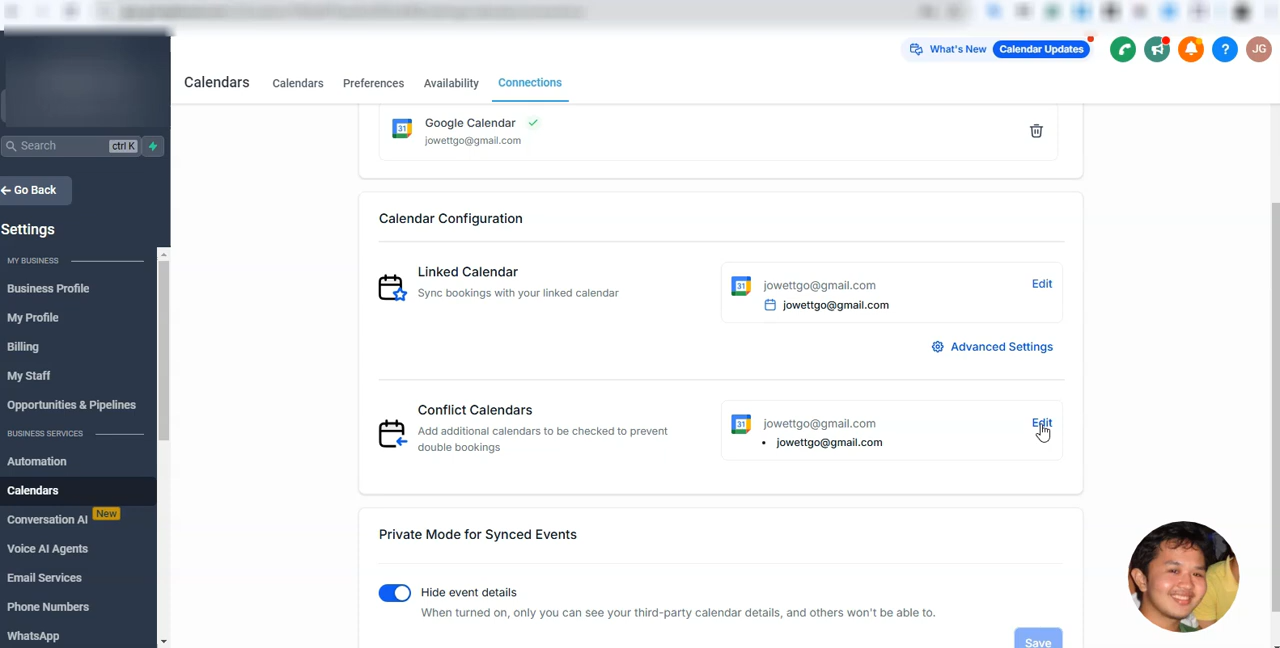 What's New
Calendar Updates
?
JG
Calendars
Calendars
Preferences
Availability
Connections
Search
ctrl K
Go Back
Settings
MY BUSINESS
Business Profile
My Profile
Billing
My Staff
Opportunities & Pipelines
BUSINESS SERVICES
Automation
Calendars
Conversation AI
New
Voice AI Agents
Email Services
Phone Numbers
WhatsApp
31
Google Calendar
jowettgo@gmail.com
Calendar Configuration
Linked Calendar
Sync bookings with your linked calendar
31
jowettgo@gmail.com
Edit
jowettgo@gmail.com
Advanced Settings
Conflict Calendars
Add additional calendars to be checked to prevent
double bookings
31
jowettgo@gmail.com
Edit
• jowettgo@gmail.com
Private Mode for Synced Events
Hide event details
When turned on, only you can see your third-party calendar details, and others won't be able to.
Save